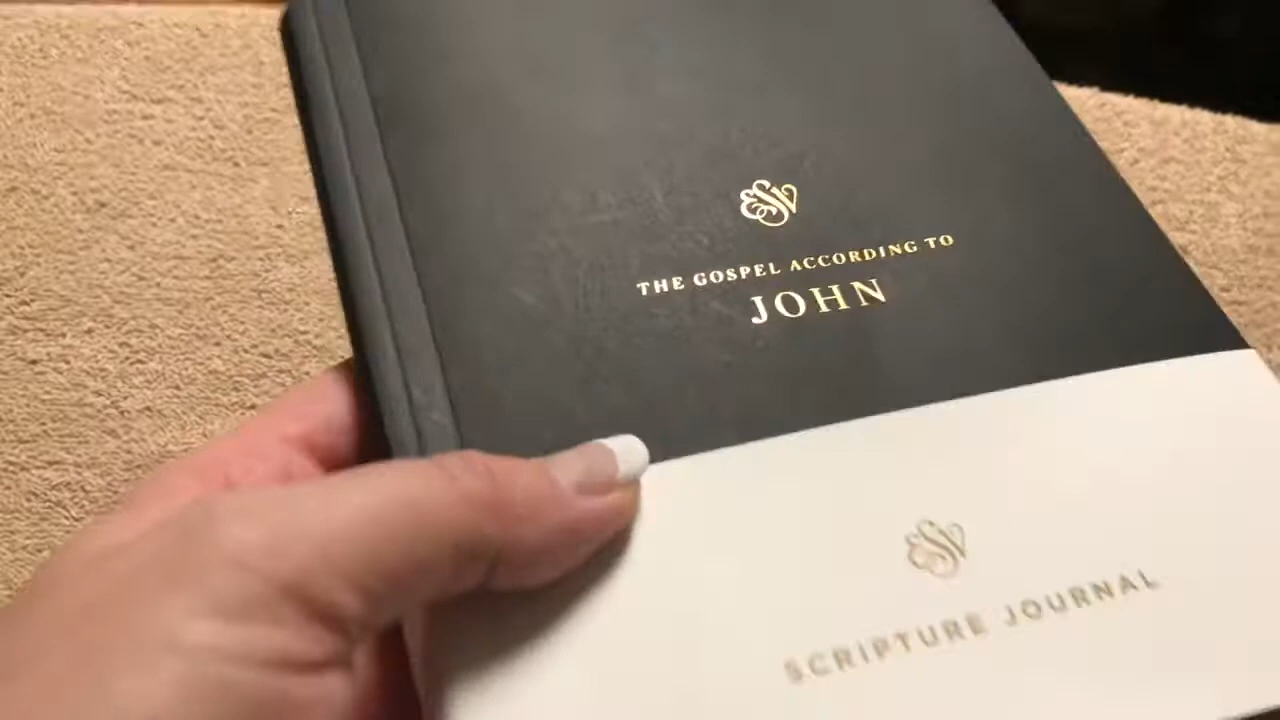 ESV
THE GOSPEL ACCORDING TO
JOHN
ESV
SCRIPTURE JOURNAL